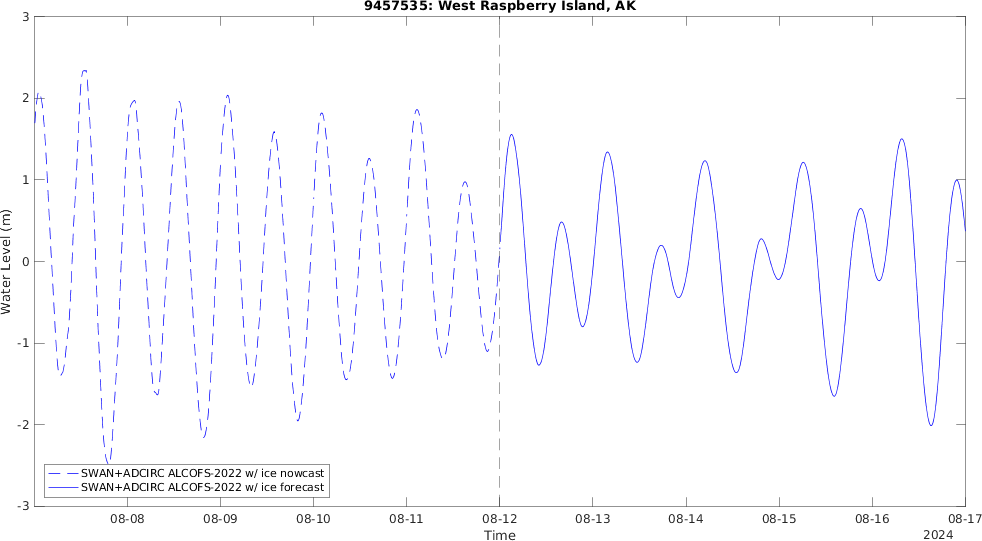 9457535: West Raspberry Island, AK
3
2
1
0
-1
-2
-3
Water Level (m)
SWAN+ADCIRC ALCOFS-2022 w/ ice nowcast
SWAN+ADCIRC ALCOFS-2022 w/ ice forecast
08-08 08-09 08-10 08-11 08-12 08-13 08-14 08-15 08-16 08-17
Time
2024